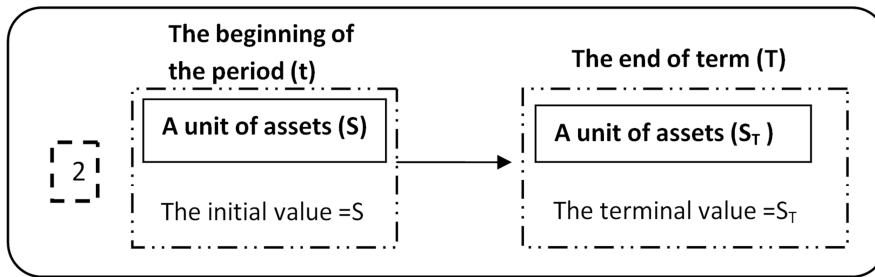 The beginning of
the period (t)
The end of term (T)
A unit of assets (S)
A unit of assets (S_T )
2
The initial value =S
The terminal value =S_T